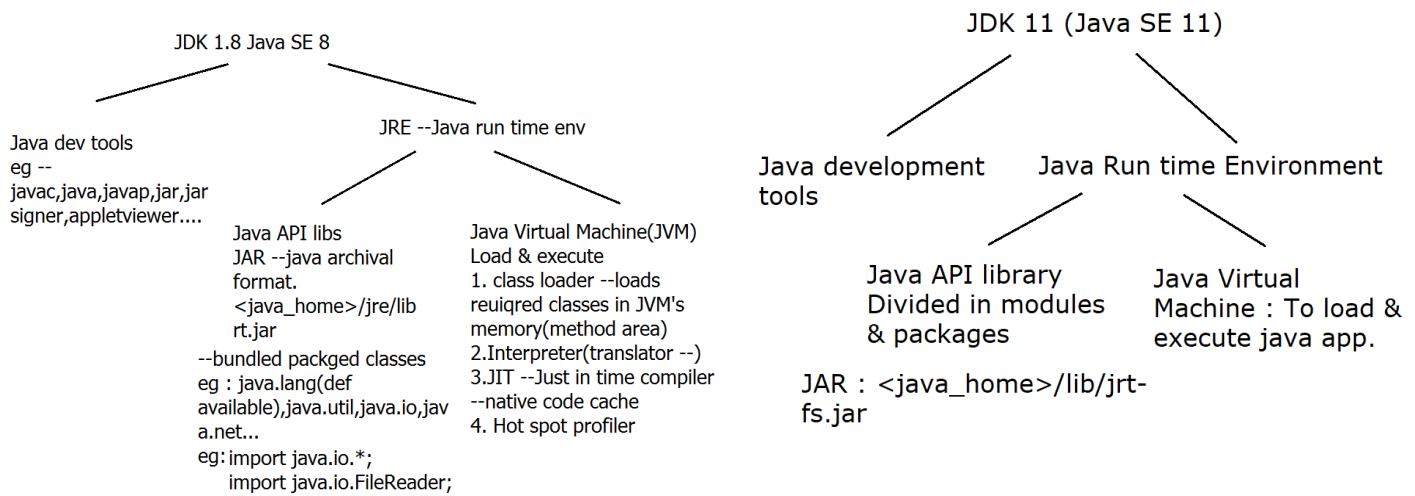 JDK 1.8 Java SE 8
Java dev tools
eg --
javac,java,javap,jar,jar
signer,appletviewer....
JRE --Java run time env
Java API libs
JAR --java archival
format.
<java_home>/jre/lib
rt.jar
--bundled packged classes
eg : java.lang(def
available),java.util,java.io,jav
a.net...
eg: import java.io.*;
import java.io.FileReader;
Java Virtual Machine(JVM)
Load & execute
1. class loader --loads
reuiqred classes in JVM's
memory(method area)
2.Interpreter(translator --)
3.JIT --Just in time compiler
--native code cache
4. Hot spot profiler
JDK 11 (Java SE 11)
Java development
tools
Java Run time Environment
Java API library
Divided in modules
& packages
JAR : <java_home>/lib/jrt-
fs.jar
Java Virtual
Machine : To load &
execute java app.